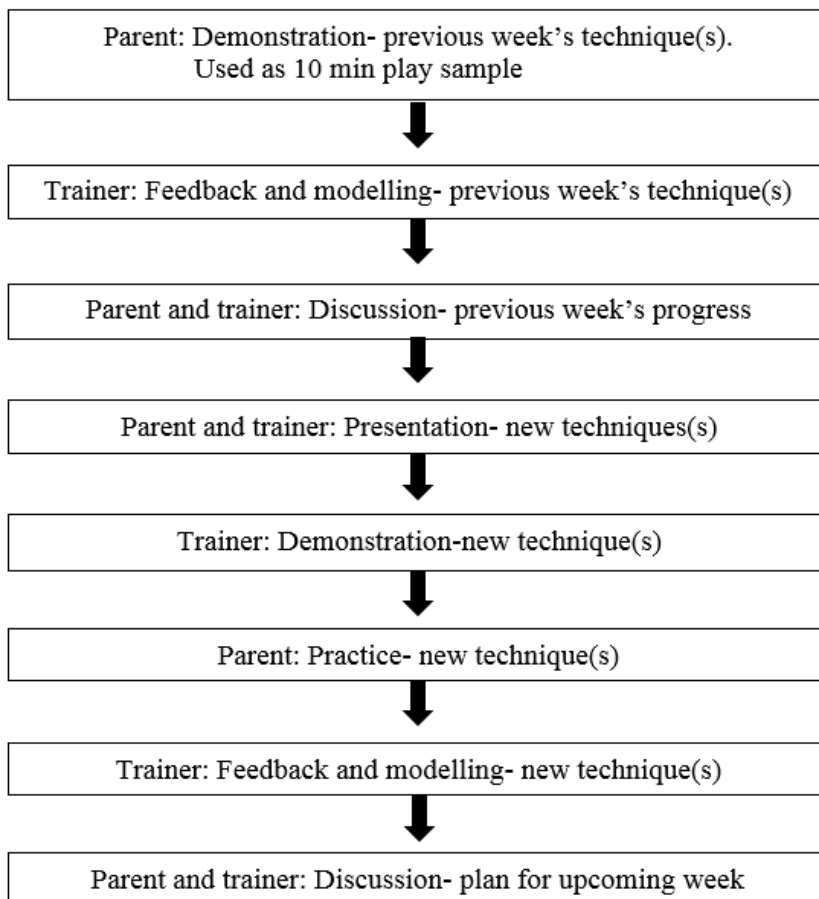 Parent: Demonstration- previous week's technique(s).
Used as 10 min play sample
Trainer: Feedback and modelling- previous week's technique(s)
Parent and trainer: Discussion- previous week's progress
Parent and trainer: Presentation- new techniques(s)
Trainer: Demonstration-new technique(s)
Parent: Practice- new technique(s)
Trainer: Feedback and modelling- new technique(s)
Parent and trainer: Discussion- plan for upcoming week